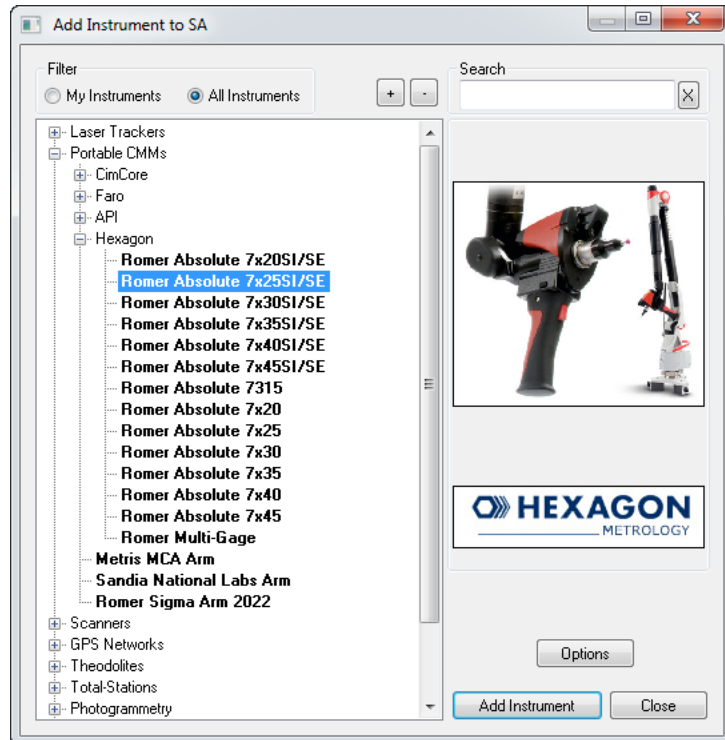 Add Instrument to SA
Filter
My Instruments
All Instruments
+
-
Search
X
Laser Trackers
Portable CMMs
CimCore
Faro
API
Hexagon
Romer Absolute 7x20SI/SE
Romer Absolute 7x25SI/SE
Romer Absolute 7x30SI/SE
Romer Absolute 7x35SI/SE
Romer Absolute 7x40SI/SE
Romer Absolute 7x45SI/SE
Romer Absolute 7315
Romer Absolute 7x20
Romer Absolute 7x25
Romer Absolute 7x30
Romer Absolute 7x35
Romer Absolute 7x40
Romer Absolute 7x45
Romer Multi-Gage
Metris MCA Arm
Sandia National Labs Arm
Romer Sigma Arm 2022
Scanners
GPS Networks
Theodolites
Total-Stations
Photogrammetry
HEXAGON
METROLOGY
Options
Add Instrument
Close